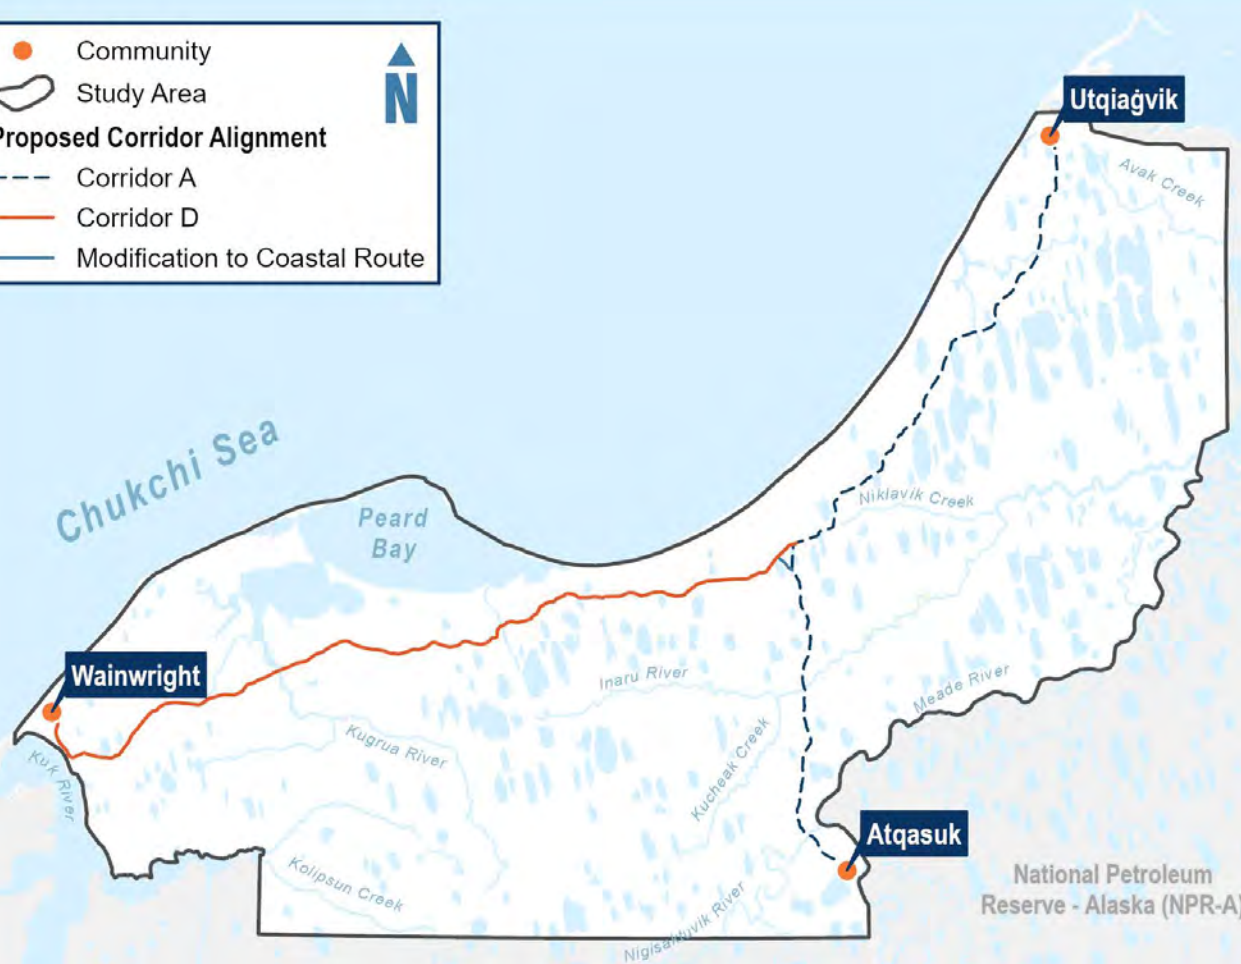 Community
Study Area
N
Proposed Corridor Alignment
Corridor A
Corridor D
Modification to Coastal Route
Utqiaġvik
Avak Creek
Chukchi Sea
Peard
Bay
Niklavik Creek
Wainwright
Inaru River
Meade River
Kuk River
Kugrua River
Kucheak Creek
Atqasuk
Kolipsun Creek
National Petroleum
Reserve - Alaska (NPR-A)
River